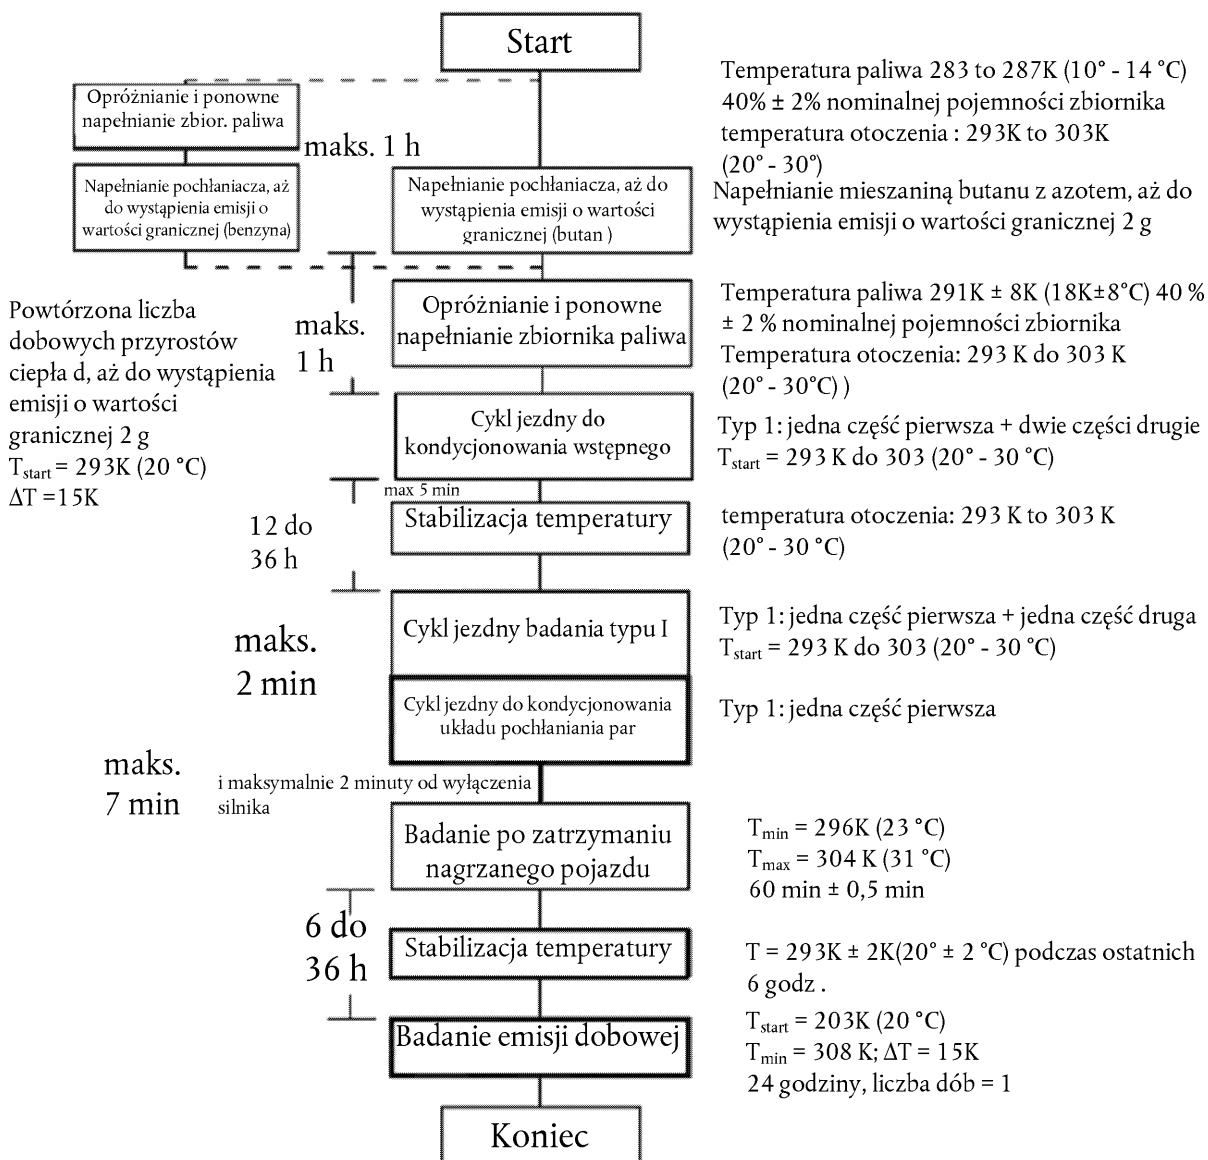 Start
Temperatura paliwa 283 to 287K (10° - 14 °C)
40% ± 2% nominalnej pojemności zbiornika
temperatura otoczenia : 293K to 303K
(20° - 30°)
Opróżnianie i ponowne
napełnianie zbior. paliwa
maks. 1 h
Napełnianie pochłaniacza, aż
do wystąpienia emisji o
wartości granicznej (benzyna)
Napełnianie pochłaniacza, aż do
wystąpienia emisji o wartości
granicznej (butan )
Napełnianie mieszaniną butanu z azotem, aż do
wystąpienia emisji o wartości granicznej 2 g
Powtórzona liczba
dobowych przyrostów
ciepła d, aż do wystąpienia
emisji o wartości
granicznej 2 g
Tstart = 293K (20 °C)
ΔT =15K
maks.
1 h
Opróżnianie i ponowne
napełnianie zbiornika paliwa
Temperatura paliwa 291K ± 8K (18K±8°C) 40 %
± 2 % nominalnej pojemności zbiornika
Temperatura otoczenia: 293 K do 303 K
(20° - 30°C) )
Cykl jezdny do
kondycjonowania wstępnego
Typ 1: jedna część pierwsza + dwie części drugie
Tstart = 293 K do 303 (20° - 30 °C)
max 5 min
12 do
36 h
Stabilizacja temperatury
temperatura otoczenia: 293 K to 303 K
(20° - 30 °C)
maks.
2 min
Cykl jezdny badania typu I
Typ 1: jedna część pierwsza + jedna część druga
Tstart = 293 K do 303 (20° - 30 °C)
Cykl jezdny do kondycjonowania
układu pochłaniania par
Typ 1: jedna część pierwsza
maks.
7 min
i maksymalnie 2 minuty od wyłączenia
silnika
Badanie po zatrzymaniu
nagrzanego pojazdu
Tmin = 296K (23 °C)
Tmax = 304 K (31 °C)
60 min ± 0,5 min
6 do
36 h
Stabilizacja temperatury
T = 293K ± 2K(20° ± 2 °C) podczas ostatnich
6 godz .
Badanie emisji dobowej
Tstart = 203K (20 °C)
Tmin = 308 K; ΔT = 15K
24 godziny, liczba dób = 1
Koniec